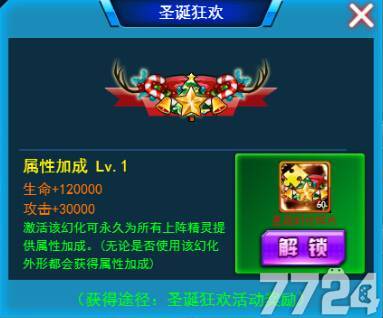 圣诞狂欢
属性加成 Lv.1
生命+120000
攻击+30000
激活该幻化可永久为所有上阵精灵提
供属性加成。(无论是否使用该幻化
外形都会获得属性加成)
60
解锁
(获得途径：圣诞狂欢活动奖励)
7724